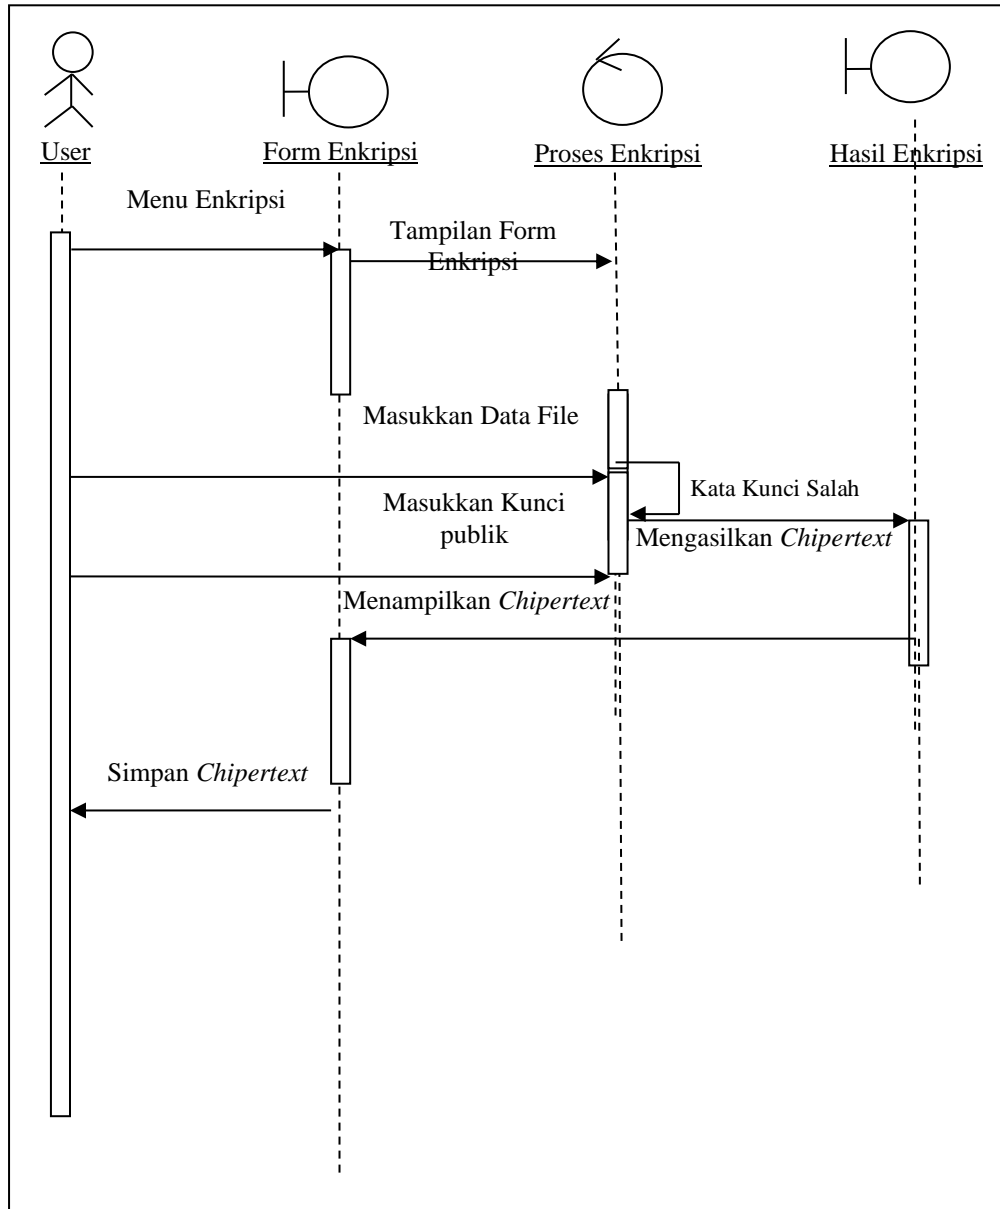 User
Form Enkripsi
Proses Enkripsi
Hasil Enkripsi
Menu Enkripsi
Tampilan Form
Enkripsi
Masukkan Data File
Kata Kunci Salah
Masukkan Kunci
publik
Mengasilkan Chipertext
Menampilkan Chipertext
Simpan Chipertext